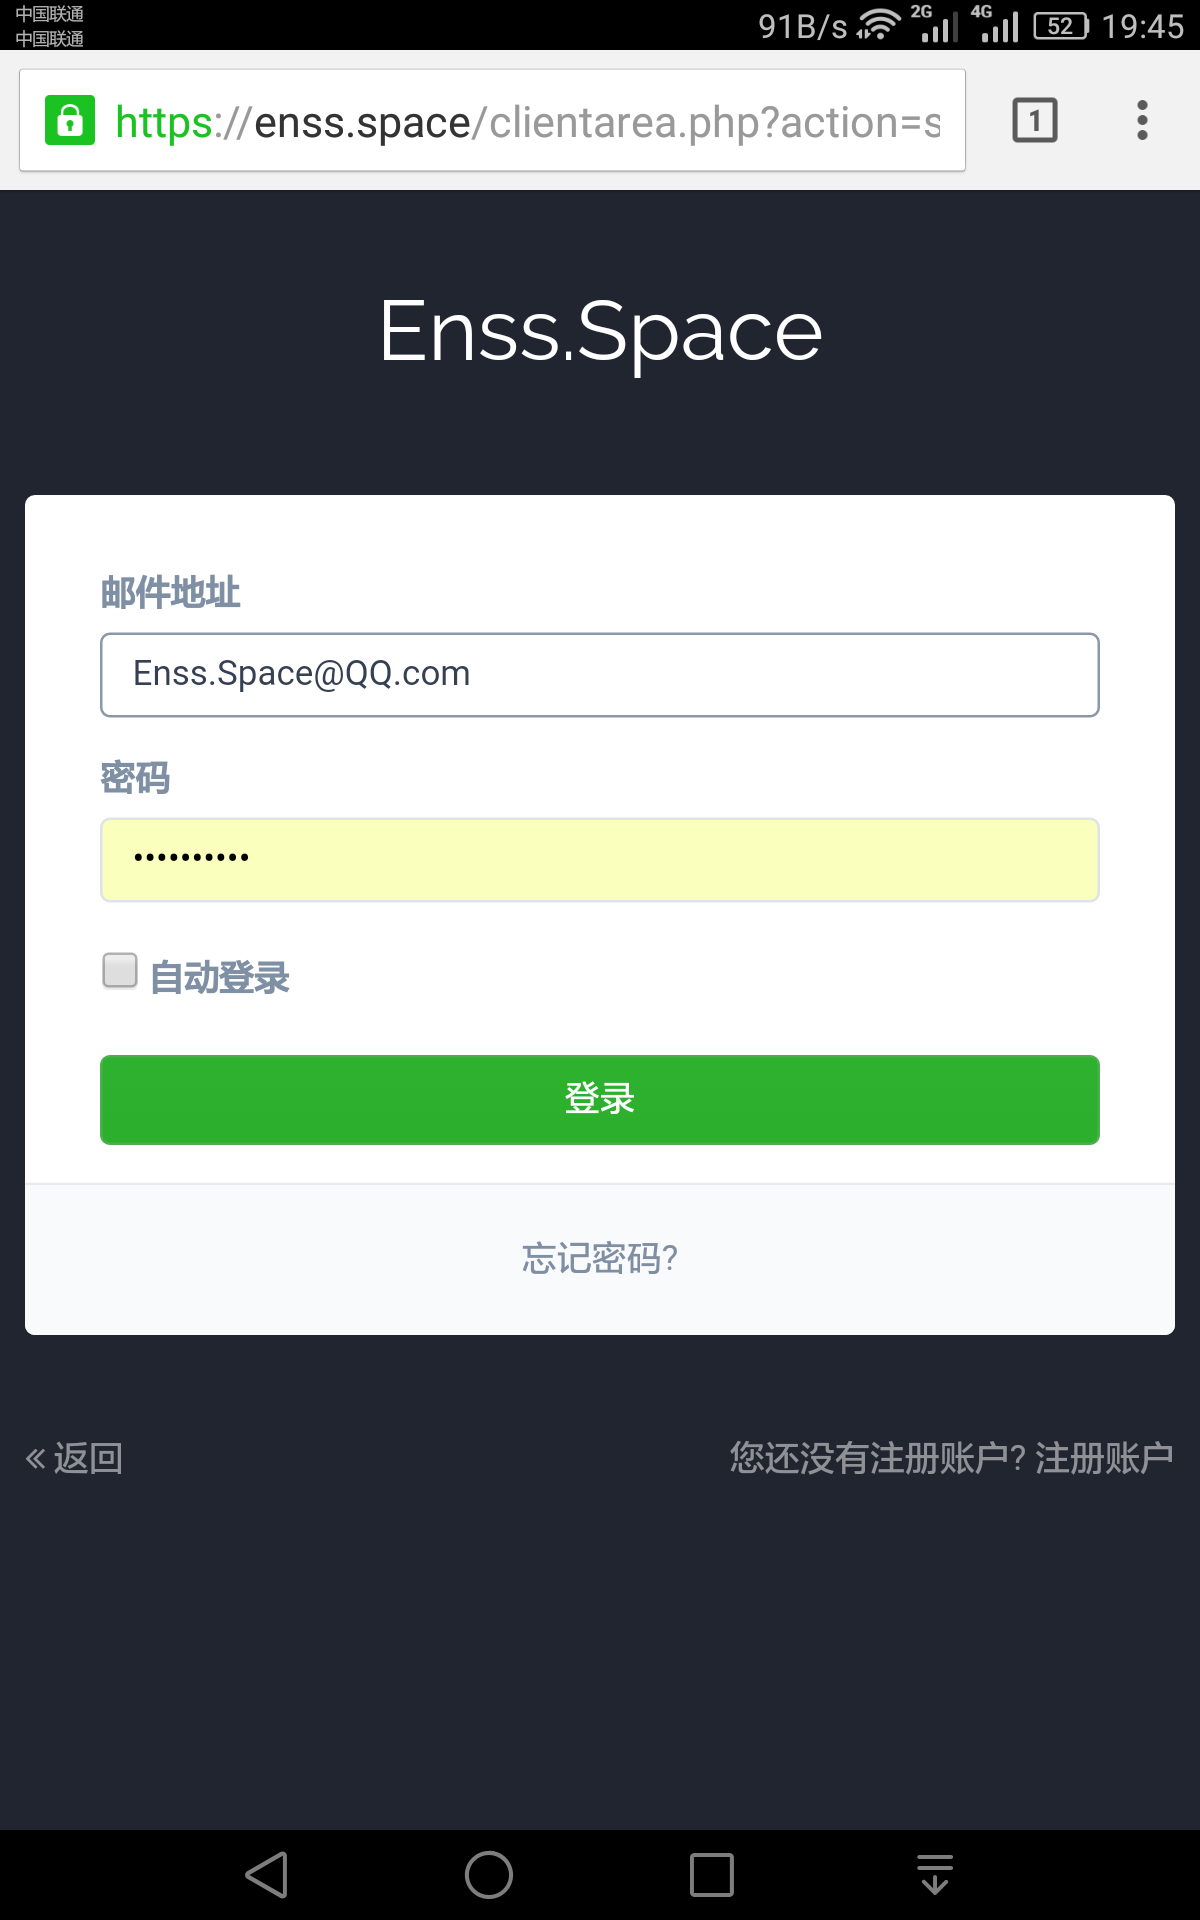 中国联通
中国联通
91B/s 2G 4G 52 19:45
https://enss.space/clientarea.php?action=s
1
Enss.Space
邮件地址
Enss.Space@QQ.com
密码
••••••••••
自动登录
登录
忘记密码?
« 返回
您还没有注册账户? 注册账户